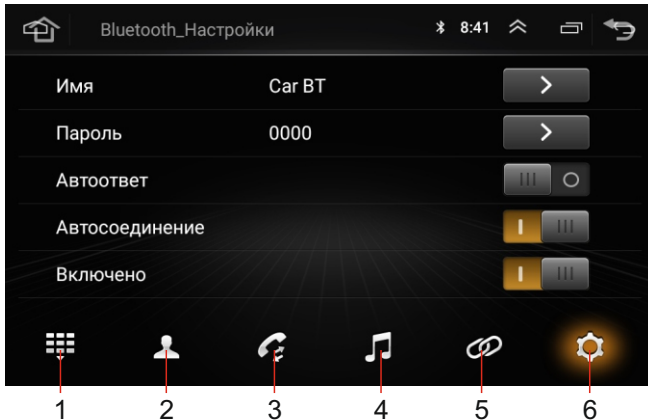 Bluetooth_Настройки 8:41
Имя Car BT
Пароль 0000
Автоответ
Автосоединение
Включено
1 2 3 4 5 6